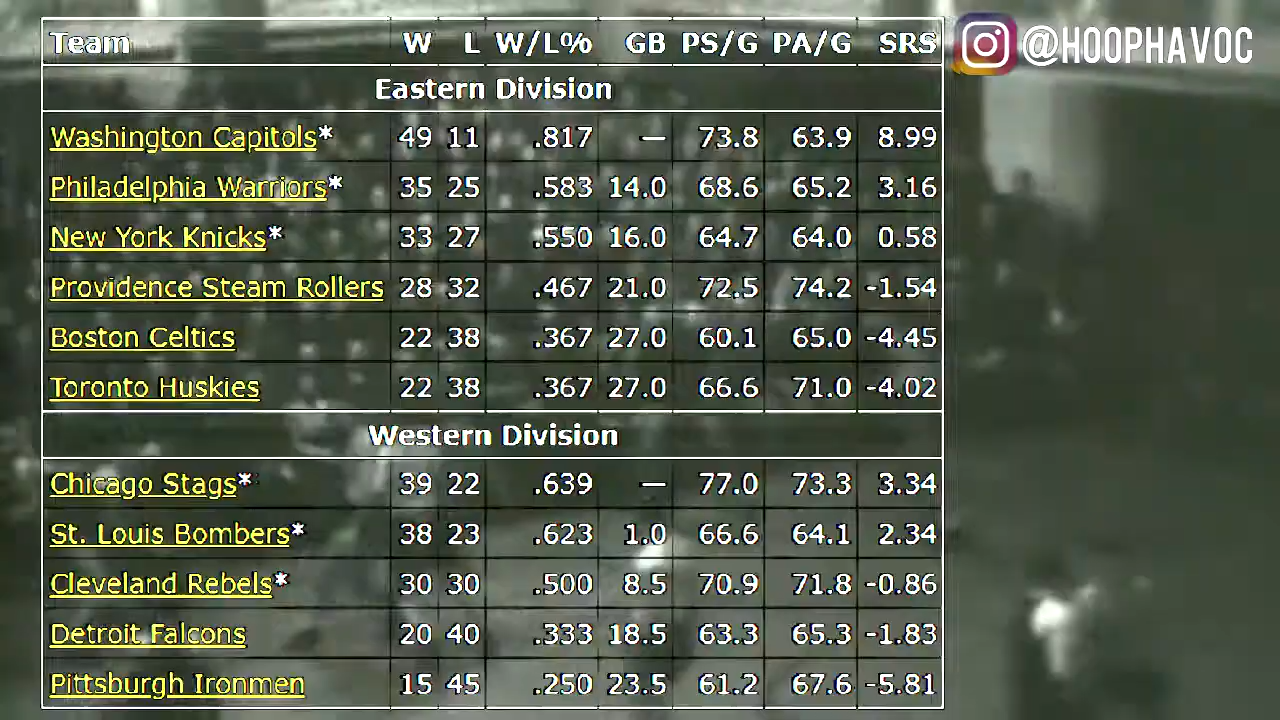 Team W L W/L% GB PS/G PA/G SRS
@HOOPHAVOC
Eastern Division
Washington Capitols* 49 11 .817 — 73.8 63.9 8.99
Philadelphia Warriors* 35 25 .583 14.0 68.6 65.2 3.16
New York Knicks* 33 27 .550 16.0 64.7 64.0 0.58
Providence Steam Rollers 28 32 .467 21.0 72.5 74.2 -1.54
Boston Celtics 22 38 .367 27.0 60.1 65.0 -4.45
Toronto Huskies 22 38 .367 27.0 66.6 71.0 -4.02
Western Division
Chicago Stags* 39 22 .639 — 77.0 73.3 3.34
St. Louis Bombers* 38 23 .623 1.0 66.6 64.1 2.34
Cleveland Rebels* 30 30 .500 8.5 70.9 71.8 -0.86
Detroit Falcons 20 40 .333 18.5 63.3 65.3 -1.83
Pittsburgh Ironmen 15 45 .250 23.5 61.2 67.6 -5.81